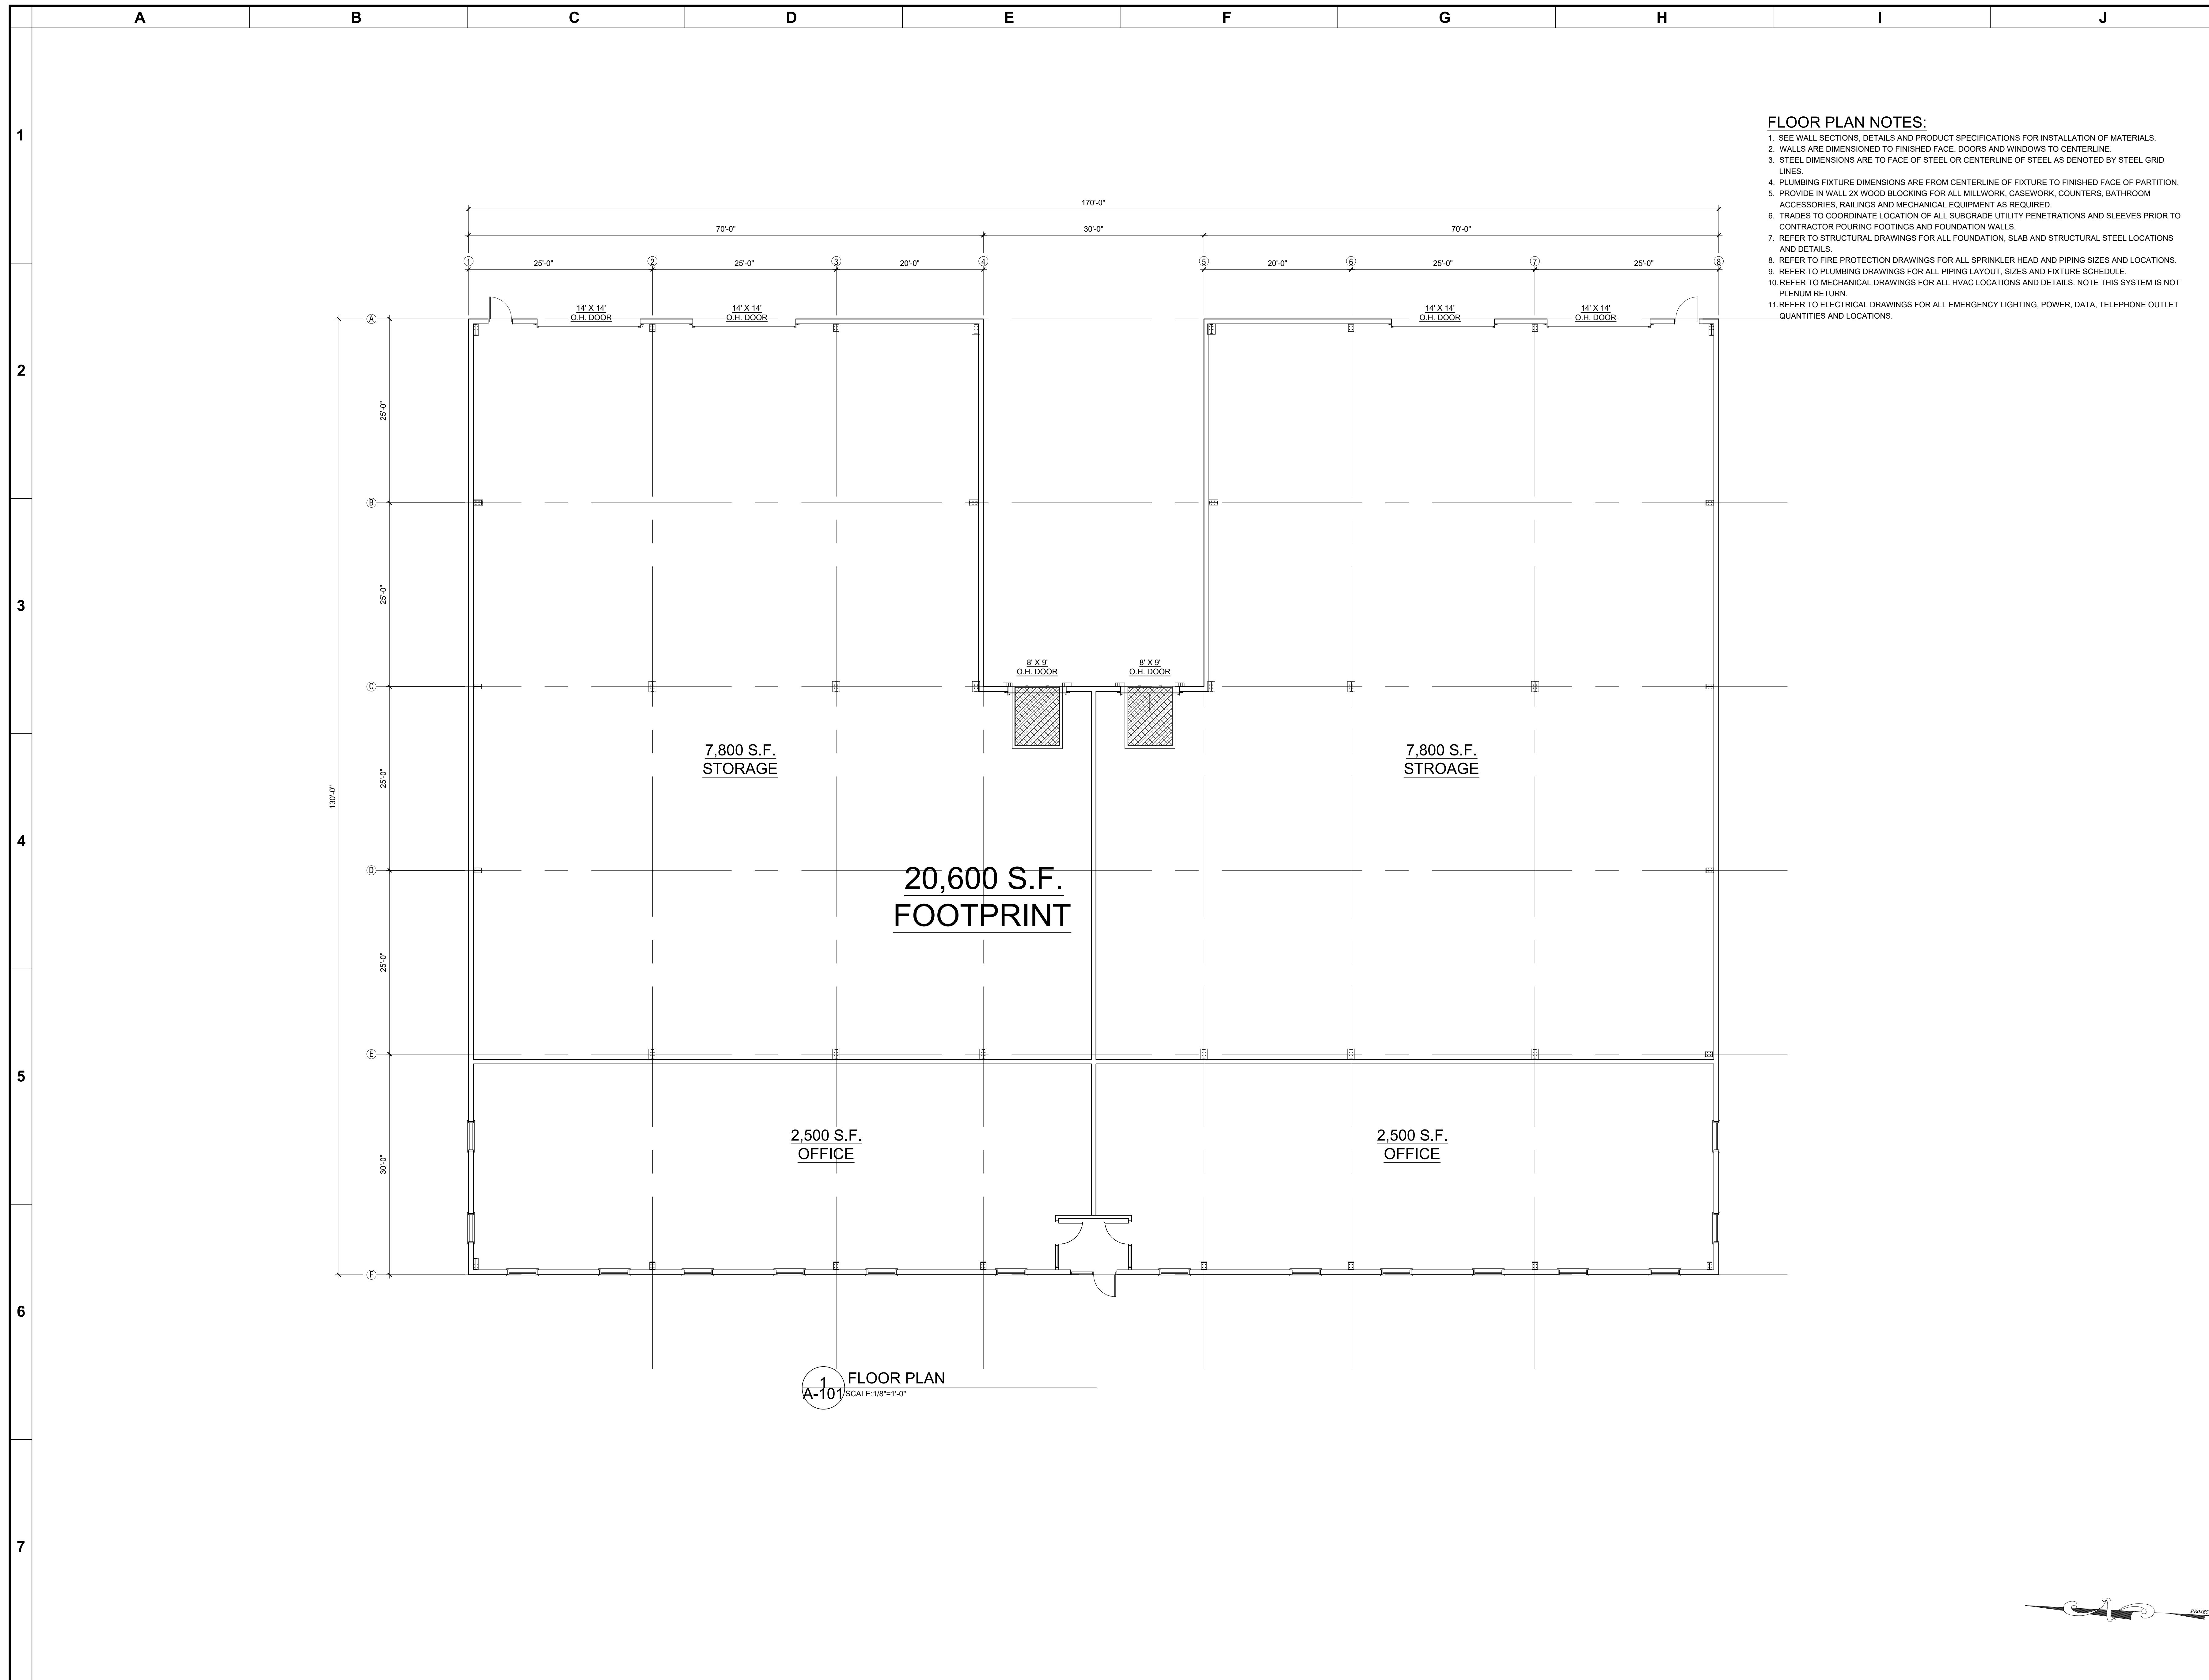 A B C D E F G H I J
1
2
3
4
5
6
7
FLOOR PLAN NOTES:
1. SEE WALL SECTIONS, DETAILS AND PRODUCT SPECIFICATIONS FOR INSTALLATION OF MATERIALS.
2. WALLS ARE DIMENSIONED TO FINISHED FACE. DOORS AND WINDOWS TO CENTERLINE.
3. STEEL DIMENSIONS ARE TO FACE OF STEEL OR CENTERLINE OF STEEL AS DENOTED BY STEEL GRID
LINES.
4. PLUMBING FIXTURE DIMENSIONS ARE FROM CENTERLINE OF FIXTURE TO FINISHED FACE OF PARTITION.
5. PROVIDE IN WALL 2X WOOD BLOCKING FOR ALL MILLWORK, CASEWORK, COUNTERS, BATHROOM
ACCESSORIES, RAILINGS AND MECHANICAL EQUIPMENT AS REQUIRED.
6. TRADES TO COORDINATE LOCATION OF ALL SUBGRADE UTILITY PENETRATIONS AND SLEEVES PRIOR TO
CONTRACTOR POURING FOOTINGS AND FOUNDATION WALLS.
7. REFER TO STRUCTURAL DRAWINGS FOR ALL FOUNDATION, SLAB AND STRUCTURAL STEEL LOCATIONS
AND DETAILS.
8. REFER TO FIRE PROTECTION DRAWINGS FOR ALL SPRINKLER HEAD AND PIPING SIZES AND LOCATIONS.
9. REFER TO PLUMBING DRAWINGS FOR ALL PIPING LAYOUT, SIZES AND FIXTURE SCHEDULE.
10. REFER TO MECHANICAL DRAWINGS FOR ALL HVAC LOCATIONS AND DETAILS. NOTE THIS SYSTEM IS NOT
PLENUM RETURN.
11. REFER TO ELECTRICAL DRAWINGS FOR ALL EMERGENCY LIGHTING, POWER, DATA, TELEPHONE OUTLET
QUANTITIES AND LOCATIONS.
170'-0"
70'-0" 30'-0" 70'-0"
1 25'-0" 2 25'-0" 3 20'-0" 4 5 20'-0" 6 25'-0" 7 25'-0" 8
14' X 14'
O.H. DOOR
14' X 14'
O.H. DOOR
14' X 14'
O.H. DOOR
14' X 14'
O.H. DOOR
A
25'-0"
B
25'-0"
C
25'-0"
D
25'-0"
E
30'-0"
F
130'-0"
8' X 9'
O.H. DOOR
8' X 9'
O.H. DOOR
7,800 S.F.
STORAGE
7,800 S.F.
STROAGE
20,600 S.F.
FOOTPRINT
2,500 S.F.
OFFICE
2,500 S.F.
OFFICE
1
A-101
FLOOR PLAN
SCALE:1/8"=1'-0"